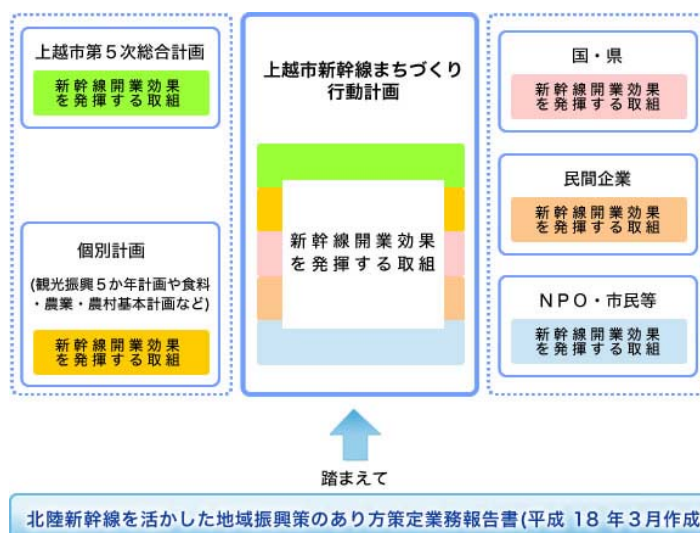 上越市第５次総合計画
新幹線開業効果
を発揮する取組
個別計画
(観光振興５か年計画や食料
・農業・農村基本計画など)
新幹線開業効果
を発揮する取組
上越市新幹線まちづくり
行動計画
新幹線開業効果
を発揮する取組
国・県
新幹線開業効果
を発揮する取組
民間企業
新幹線開業効果
を発揮する取組
ＮＰＯ・市民等
新幹線開業効果
を発揮する取組
踏まえて
北陸新幹線を活かした地域振興策のあり方策定業務報告書(平成 18 年３月作成